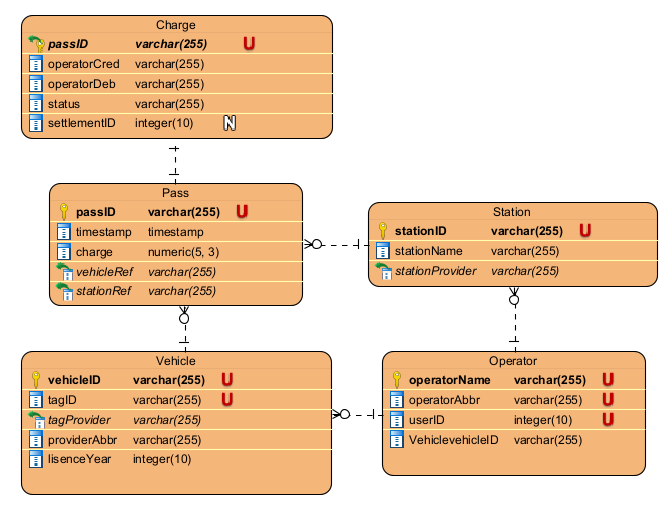 Charge
passID varchar(255) U
operatorCred varchar(255)
operatorDeb varchar(255)
status varchar(255)
settlementID integer(10) N
Pass
passID varchar(255) U
timestamp timestamp
charge numeric(5, 3)
vehicleRef varchar(255)
stationRef varchar(255)
Station
stationID varchar(255) U
stationName varchar(255)
stationProvider varchar(255)
Vehicle
vehicleID varchar(255) U
tagID varchar(255) U
tagProvider varchar(255)
providerAbbr varchar(255)
lisenceYear integer(10)
Operator
operatorName varchar(255) U
operatorAbbr varchar(255) U
userID integer(10) U
VehiclevehicleID varchar(255)